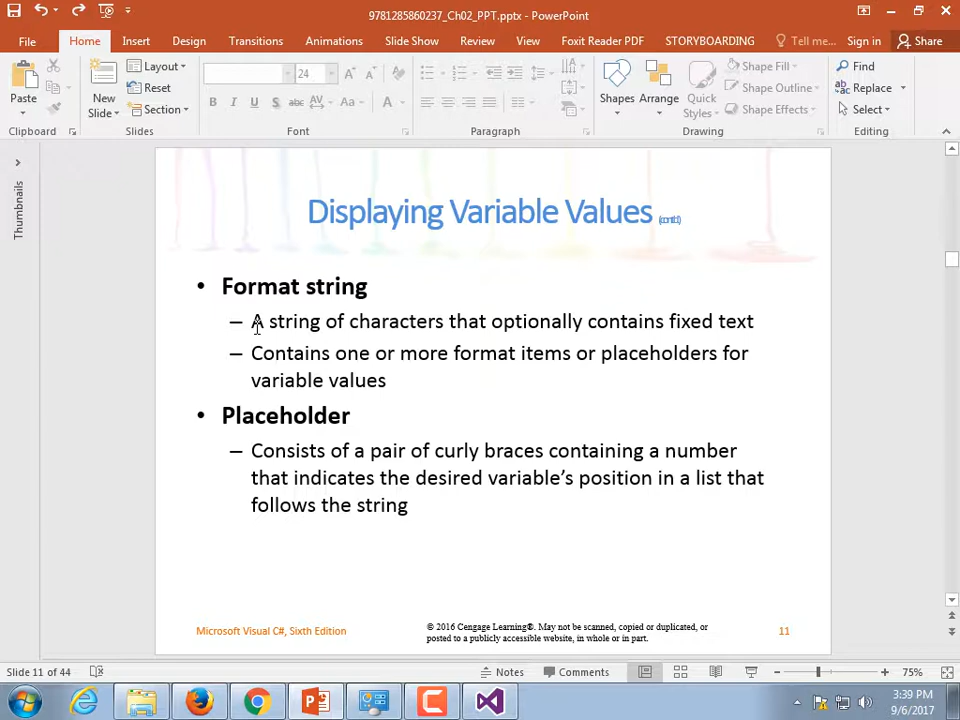 9781285860237_Ch02_PPT.pptx - PowerPoint
File Home Insert Design Transitions Animations Slide Show Review View Foxit Reader PDF STORYBOARDING Tell me... Sign in Share
Paste
New
Slide
Layout
Reset
Section
24
B I U S abc AV Aa A
Shapes
Arrange
Quick
Styles
Shape Fill
Shape Outline
Shape Effects
Find
Replace
Select
Clipboard Slides Font Paragraph Drawing Editing
Thumbnails
Displaying Variable Values (cont'd.)
• Format string
– A string of characters that optionally contains fixed text
– Contains one or more format items or placeholders for
variable values
• Placeholder
– Consists of a pair of curly braces containing a number
that indicates the desired variable's position in a list that
follows the string
Microsoft Visual C#, Sixth Edition
© 2016 Cengage Learning®. May not be scanned, copied or duplicated, or
posted to a publicly accessible website, in whole or in part.
11
Slide 11 of 44 Notes Comments 75%
3:39 PM
9/6/2017